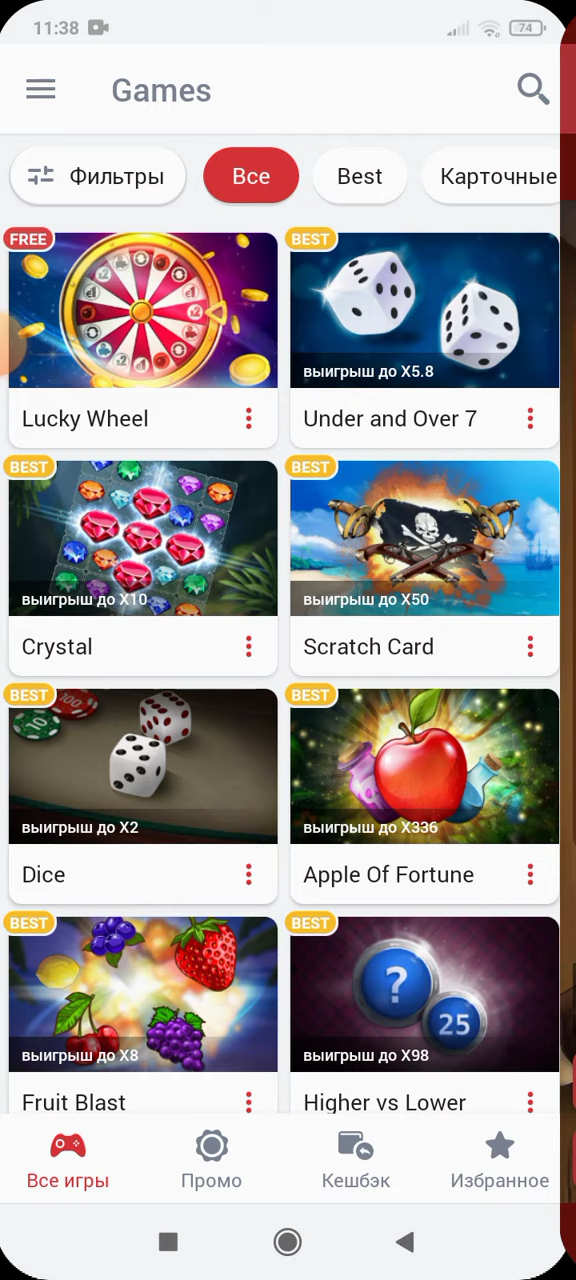 11:38
74
Games
Фильтры
Все
Best
Карточные
FREE
BEST
выигрыш до X5.8
Lucky Wheel
Under and Over 7
BEST
BEST
выигрыш до X10
выигрыш до X50
Crystal
Scratch Card
BEST
BEST
10
100
выигрыш до X2
выигрыш до X336
Dice
Apple Of Fortune
BEST
BEST
?
25
выигрыш до X8
выигрыш до X98
Fruit Blast
Higher vs Lower
Все игры
Промо
Кешбэк
Избранное